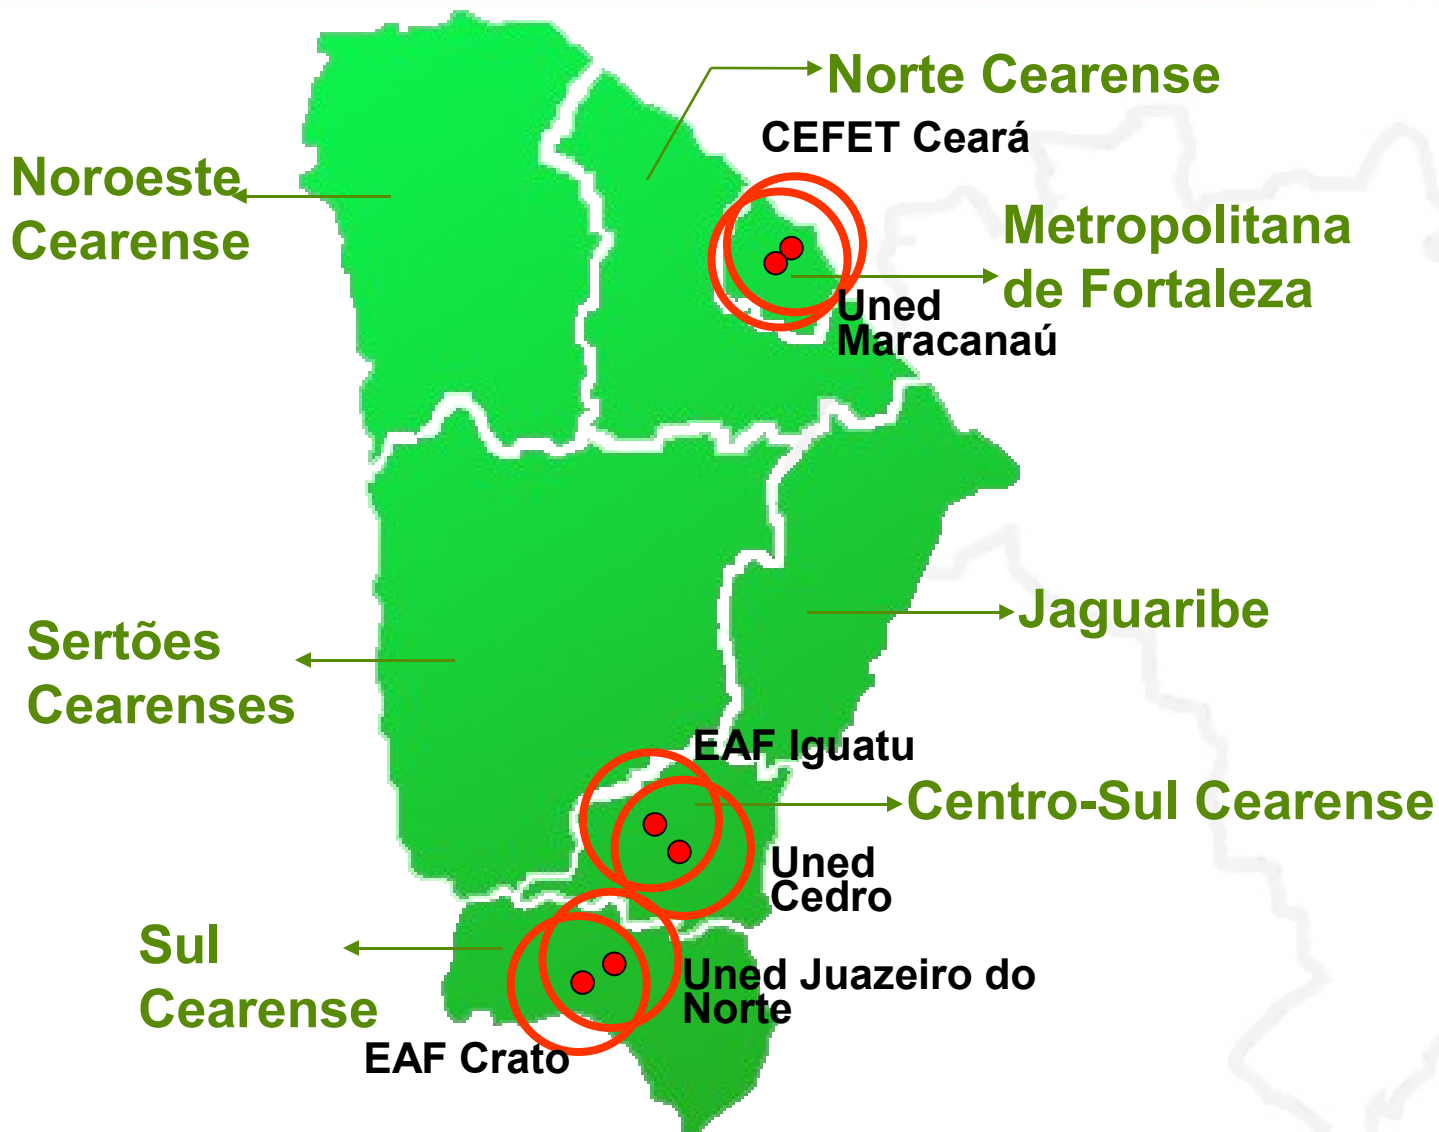 Norte Cearense
CEFET Ceará
Noroeste
Cearense
Metropolitana
de Fortaleza
Uned
Maracanaú
Jaguaribe
Sertões
Cearenses
EAF Iguatu
Centro-Sul Cearense
Uned
Cedro
Sul
Cearense
Uned Juazeiro do
Norte
EAF Crato